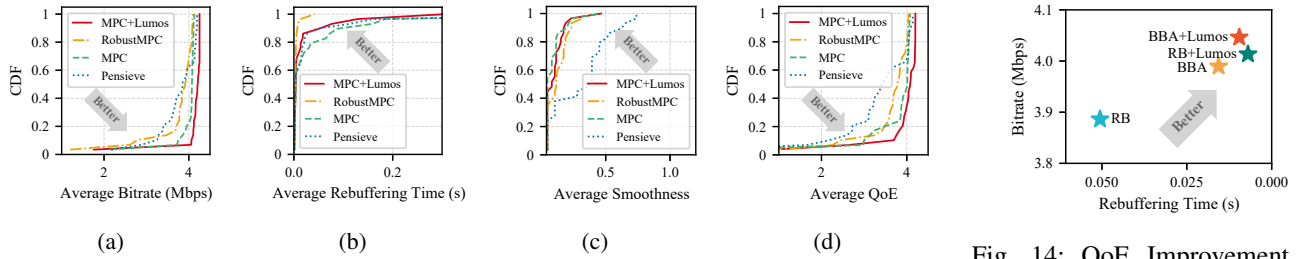 CDF
1
0.8
0.6
0.4
0.2
0
MPC+Lumos
RobustMPC
MPC
Pensieve
Better
2
4
Average Bitrate (Mbps)
(a)
CDF
1
0.8
0.6
0.4
0.2
0
Better
MPC+Lumos
RobustMPC
MPC
Pensieve
0.0
0.2
Average Rebuffering Time (s)
(b)
CDF
1
0.8
0.6
0.4
0.2
0
Better
MPC+Lumos
RobustMPC
MPC
Pensieve
0.5
1.0
Average Smoothness
(c)
CDF
1
0.8
0.6
0.4
0.2
0
MPC+Lumos
RobustMPC
MPC
Pensieve
Better
2
4
Average QoE
(d)
Bitrate (Mbps)
4.1
4.0
3.9
3.8
BBA+Lumos
RB+Lumos
BBA
RB
Better
0.050
0.025
0.000
Rebuffering Time (s)
Fig. 14: QoE Improvement